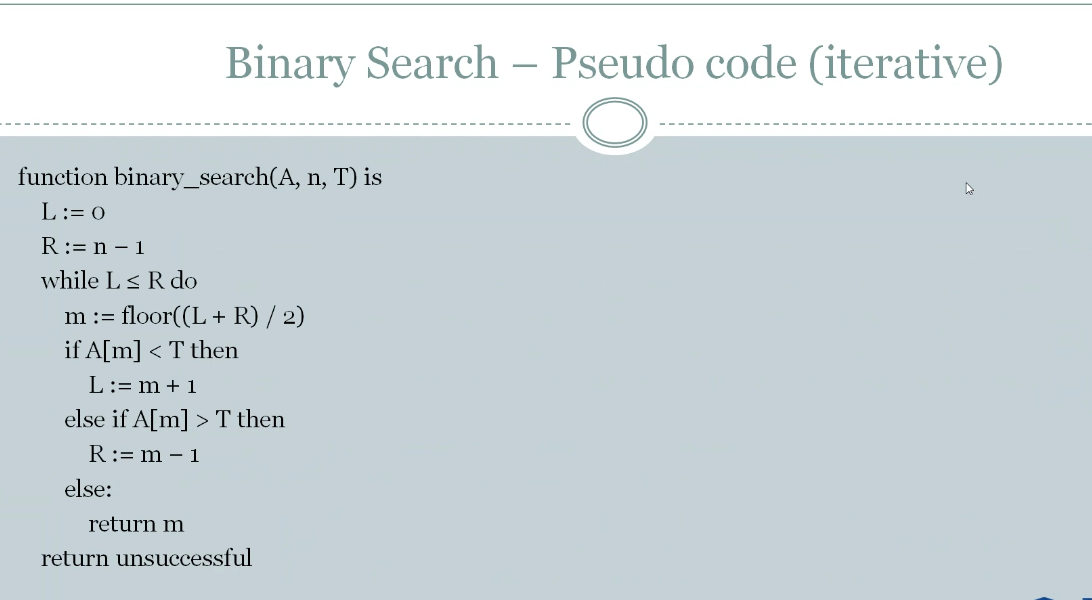 Binary Search – Pseudo code (iterative)
function binary_search(A, n, T) is
L := 0
R := n − 1
while L ≤ R do
m := floor((L + R) / 2)
if A[m] < T then
L := m + 1
else if A[m] > T then
R := m − 1
else:
return m
return unsuccessful